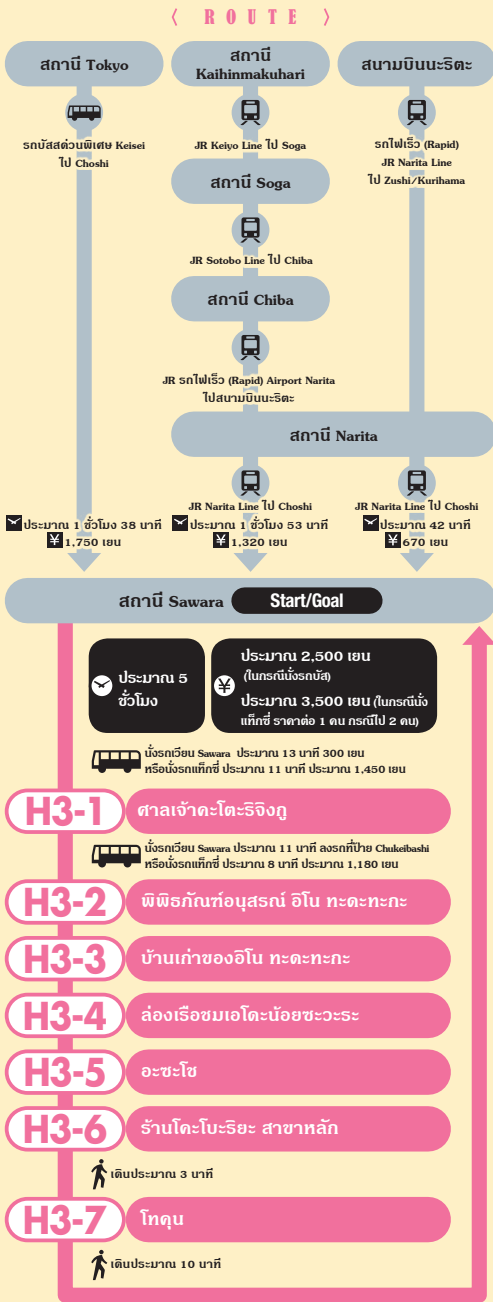 〈 ROUTE 〉
สถานี Tokyo
รถบัสด่วนพิเศษ Keisei
ไป Choshi
ประมาณ 1 ชั่วโมง 38 นาที
¥ 1,750 เยน
สถานี
Kaihinmakuhari
JR Keiyo Line ไป Soga
สถานี Soga
JR Sotobo Line ไป Chiba
สถานี Chiba
JR รถไฟเร็ว (Rapid) Airport Narita
ไปสนามบินนะริตะ
สนามบินนะริตะ
รถไฟเร็ว (Rapid)
JR Narita Line
ไป Zushi/Kurihama
สถานี Narita
JR Narita Line ไป Choshi
ประมาณ 1 ชั่วโมง 53 นาที
¥ 1,320 เยน
JR Narita Line ไป Choshi
ประมาณ 42 นาที
¥ 670 เยน
สถานี Sawara Start/Goal
ประมาณ 5
ชั่วโมง
¥
ประมาณ 2,500 เยน
(ในกรณีนั่งรถบัส)
ประมาณ 3,500 เยน (ในกรณีนั่ง
แท็กซี่ ราคาต่อ 1 คน กรณีไป 2 คน)
นั่งรถเวียน Sawara ประมาณ 13 นาที 300 เยน
หรือนั่งรถแท็กซี่ ประมาณ 11 นาที ประมาณ 1,450 เยน
H3-1 ศาลเจ้าคะโตะริจิงกู
นั่งรถเวียน Sawara ประมาณ 11 นาที ลงรถที่ป้าย Chukeibashi
หรือนั่งรถแท็กซี่ ประมาณ 8 นาที ประมาณ 1,180 เยน
H3-2 พิพิธภัณฑ์อนุสรณ์ อิโน ทะดะทะกะ
H3-3 บ้านเก่าของอิโน ทะดะทะกะ
H3-4 ล่องเรือชมเอโดะน้อยซะวะระ
H3-5 อะซะโช
H3-6 ร้านโคะโบะริยะ สาขาหลัก
เดินประมาณ 3 นาที
H3-7 โทคุน
เดินประมาณ 10 นาที